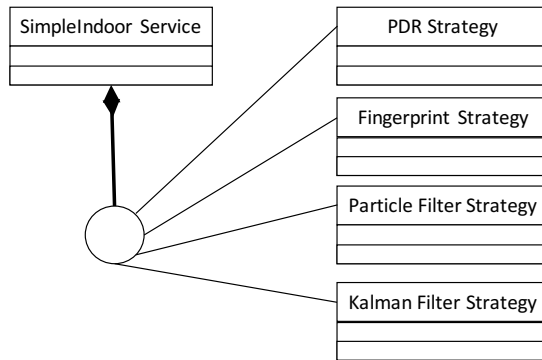 SimpleIndoor Service
PDR Strategy
Fingerprint Strategy
Particle Filter Strategy
Kalman Filter Strategy